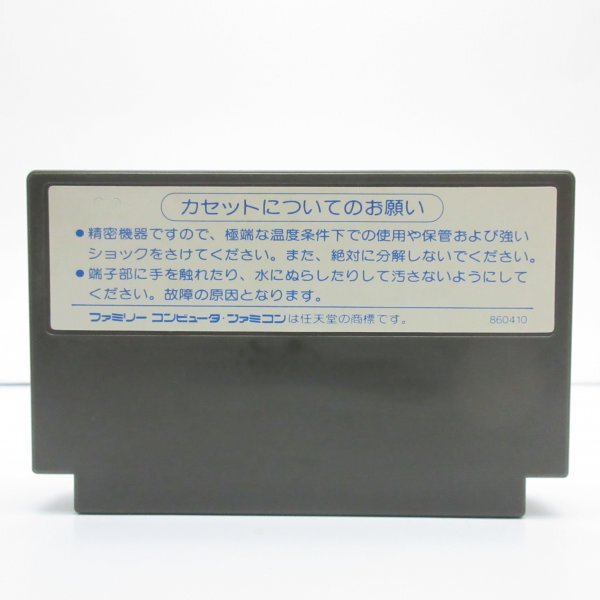 カセットについてのお願い
●精密機器ですので、極端な温度条件下での使用や保管および強い
ショックをさけてください。また、絶対に分解しないでください。
●端子部に手を触れたり、水にぬらしたりして汚さないようにして
ください。故障の原因となります。
ファミリー コンピュータ・ファミコンは任天堂の商標です。 860410